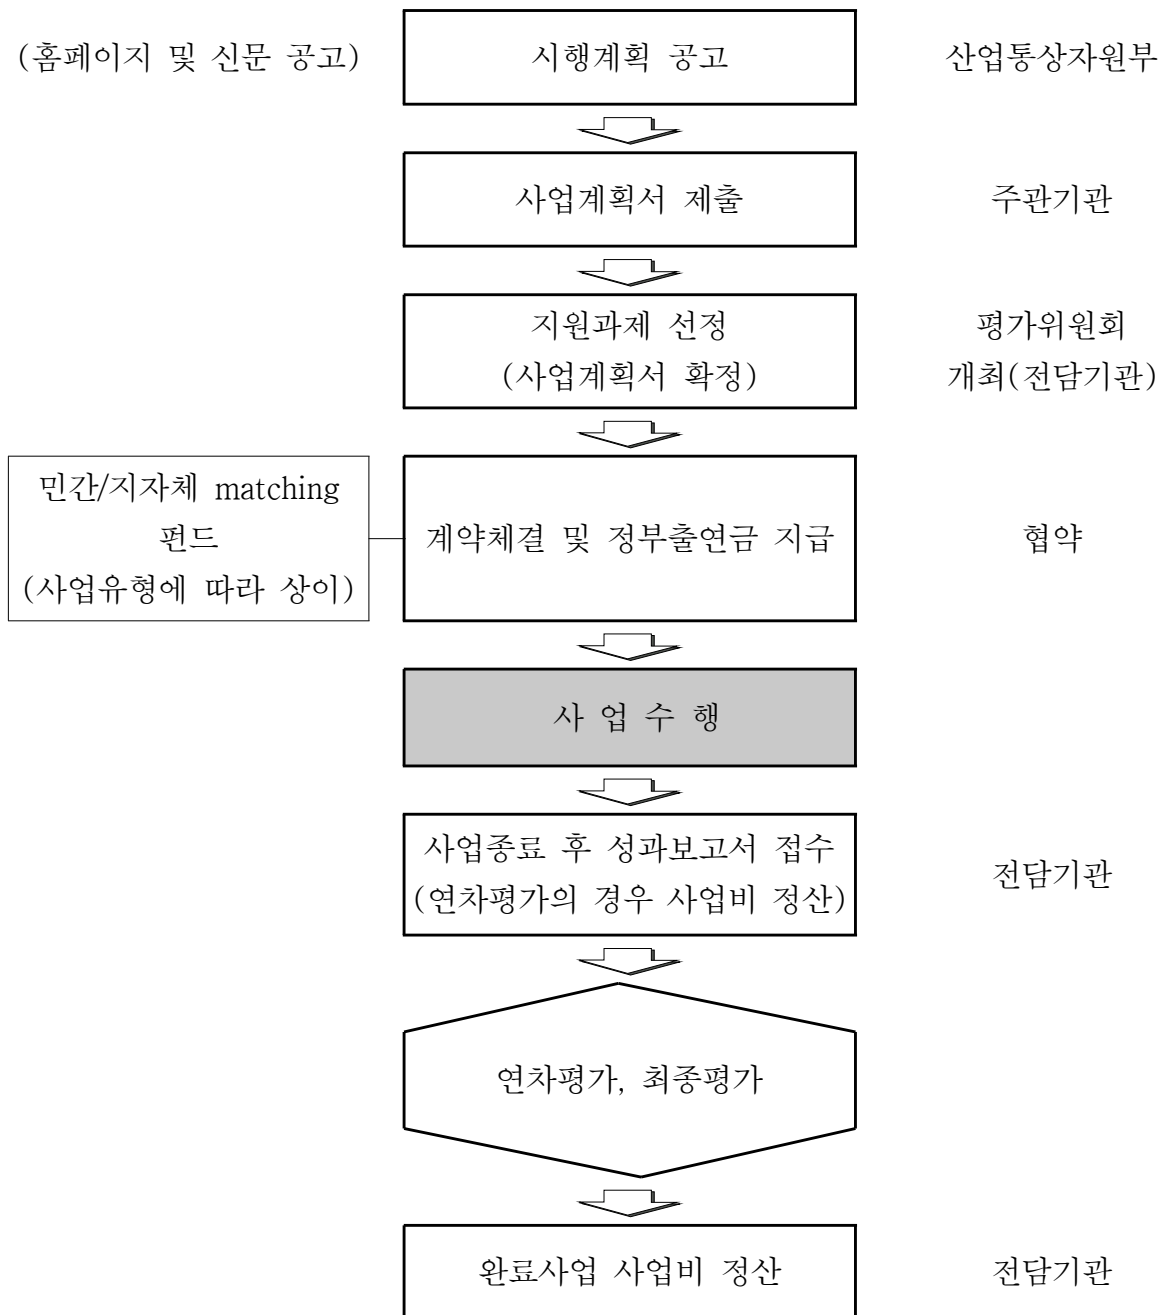 (홈페이지 및 신문 공고)
시행계획 공고
산업통상자원부
사업계획서 제출
주관기관
지원과제 선정
(사업계획서 확정)
평가위원회
개최(전담기관)
민간/지자체 matching
펀드
(사업유형에 따라 상이)
계약체결 및 정부출연금 지급
협약
사 업 수 행
사업종료 후 성과보고서 접수
(연차평가의 경우 사업비 정산)
전담기관
연차평가, 최종평가
완료사업 사업비 정산
전담기관